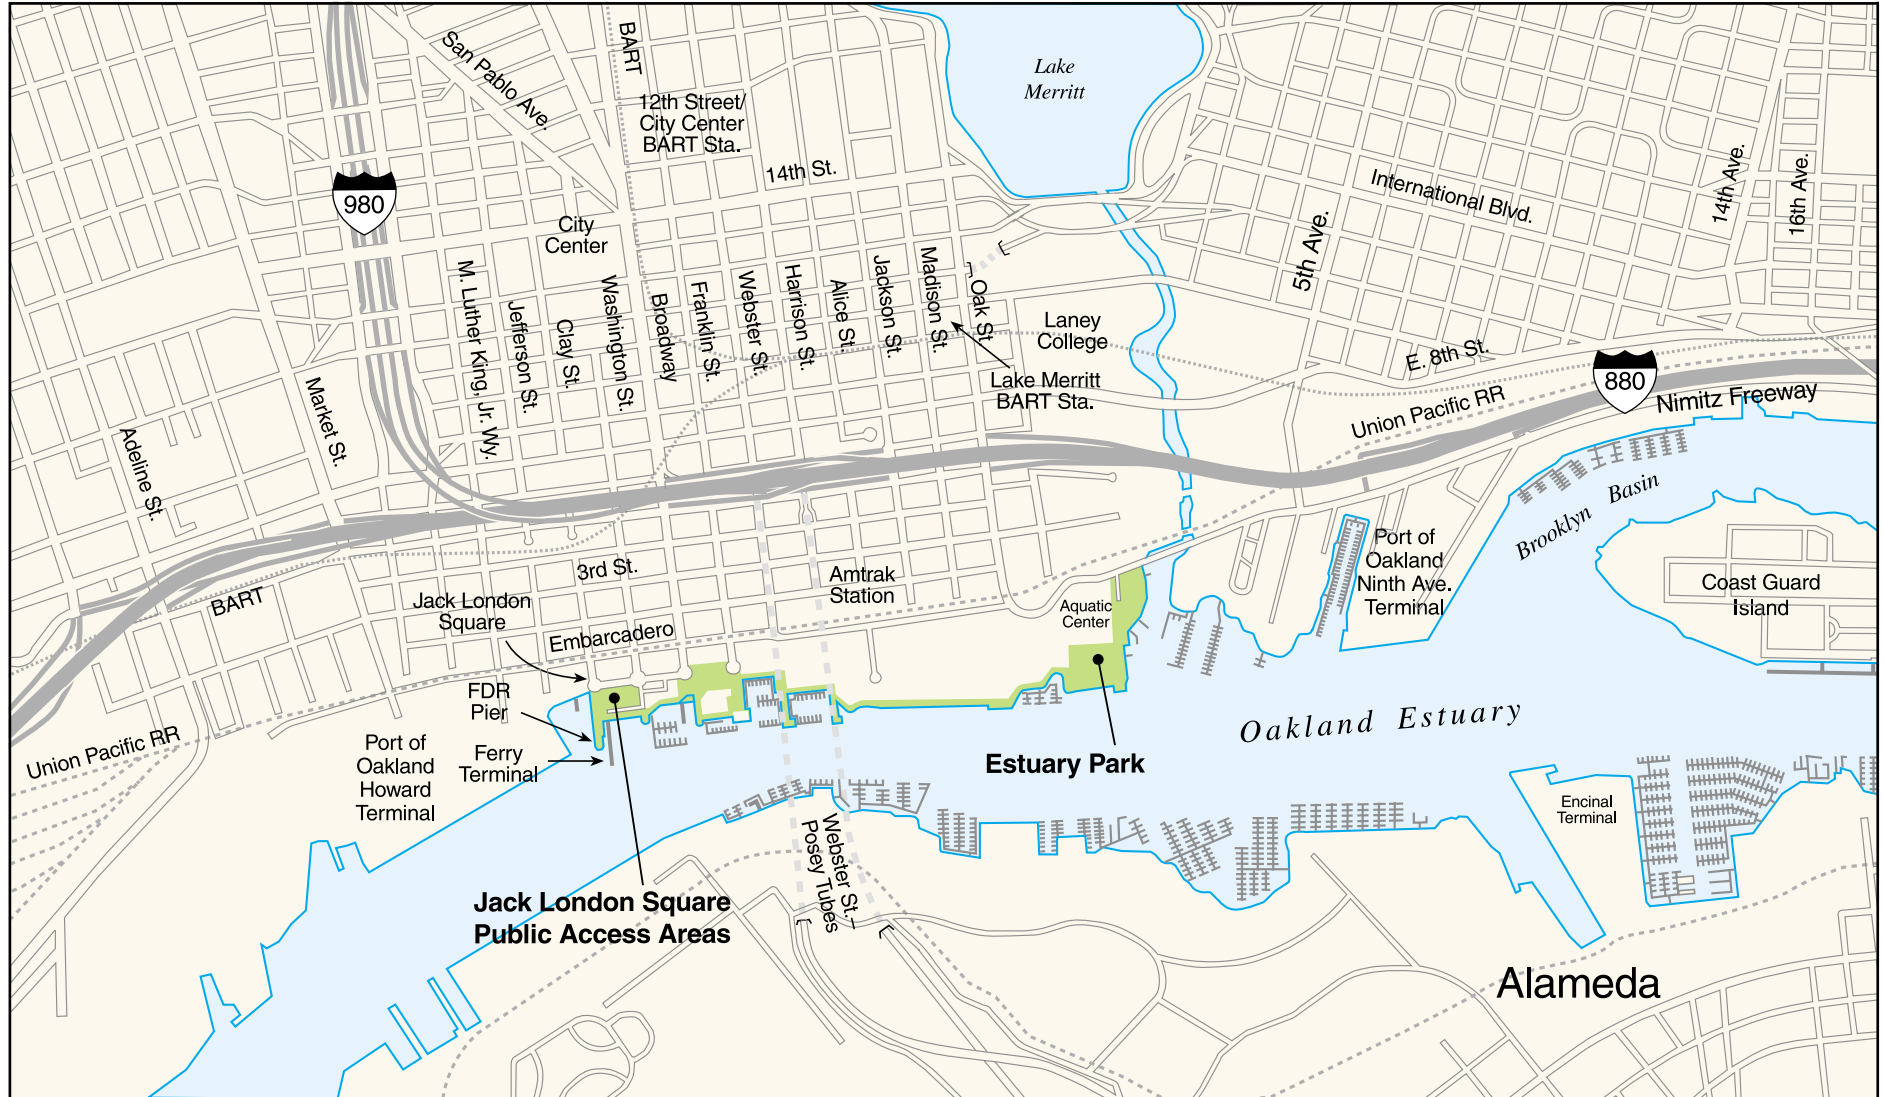 San Pablo Ave.
BART
12th Street/
City Center
BART Sta.
14th St.
Lake
Merritt
980
City
Center
International Blvd.
14th Ave.
16th Ave.
5th Ave.
M. Luther King, Jr. Wy.
Jefferson St.
Clay St.
Washington St.
Broadway
Franklin St.
Webster St.
Harrison St.
Alice St.
Jackson St.
Madison St.
Oak St.
Laney
College
Lake Merritt
BART Sta.
E. 8th St.
880
Nimitz Freeway
Union Pacific RR
Market St.
Adeline St.
Brooklyn Basin
Port of
Oakland
Ninth Ave.
Terminal
Coast Guard
Island
3rd St.
Amtrak
Station
BART
Jack London
Square
Embarcadero
Aquatic
Center
FDR
Pier
Ferry
Terminal
Union Pacific RR
Port of
Oakland
Howard
Terminal
Oakland Estuary
Estuary Park
Encinal
Terminal
Webster St.–
Posey Tubes
Jack London Square
Public Access Areas
Alameda